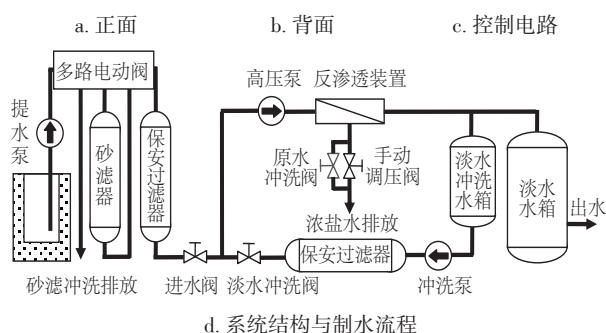 a. 正面
b. 背面
c. 控制电路
多路电动阀
高压泵
反渗透装置
提水泵
砂滤器
保安过滤器
原水冲洗阀
手动调压阀
淡水冲洗水箱
淡水水箱
出水
浓盐水排放
保安过滤器
砂滤冲洗排放
进水阀
淡水冲洗阀
冲洗泵
d. 系统结构与制水流程